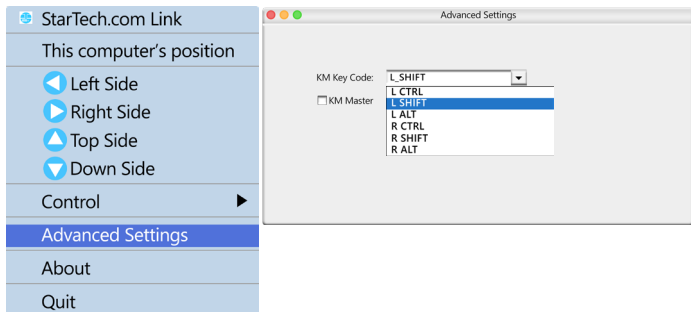 StarTech.com Link
This computer's position
Left Side
Right Side
Top Side
Down Side
Control
Advanced Settings
About
Quit
Advanced Settings
KM Key Code: L_SHIFT
KM Master
L CTRL
L SHIFT
L ALT
R CTRL
R SHIFT
R ALT